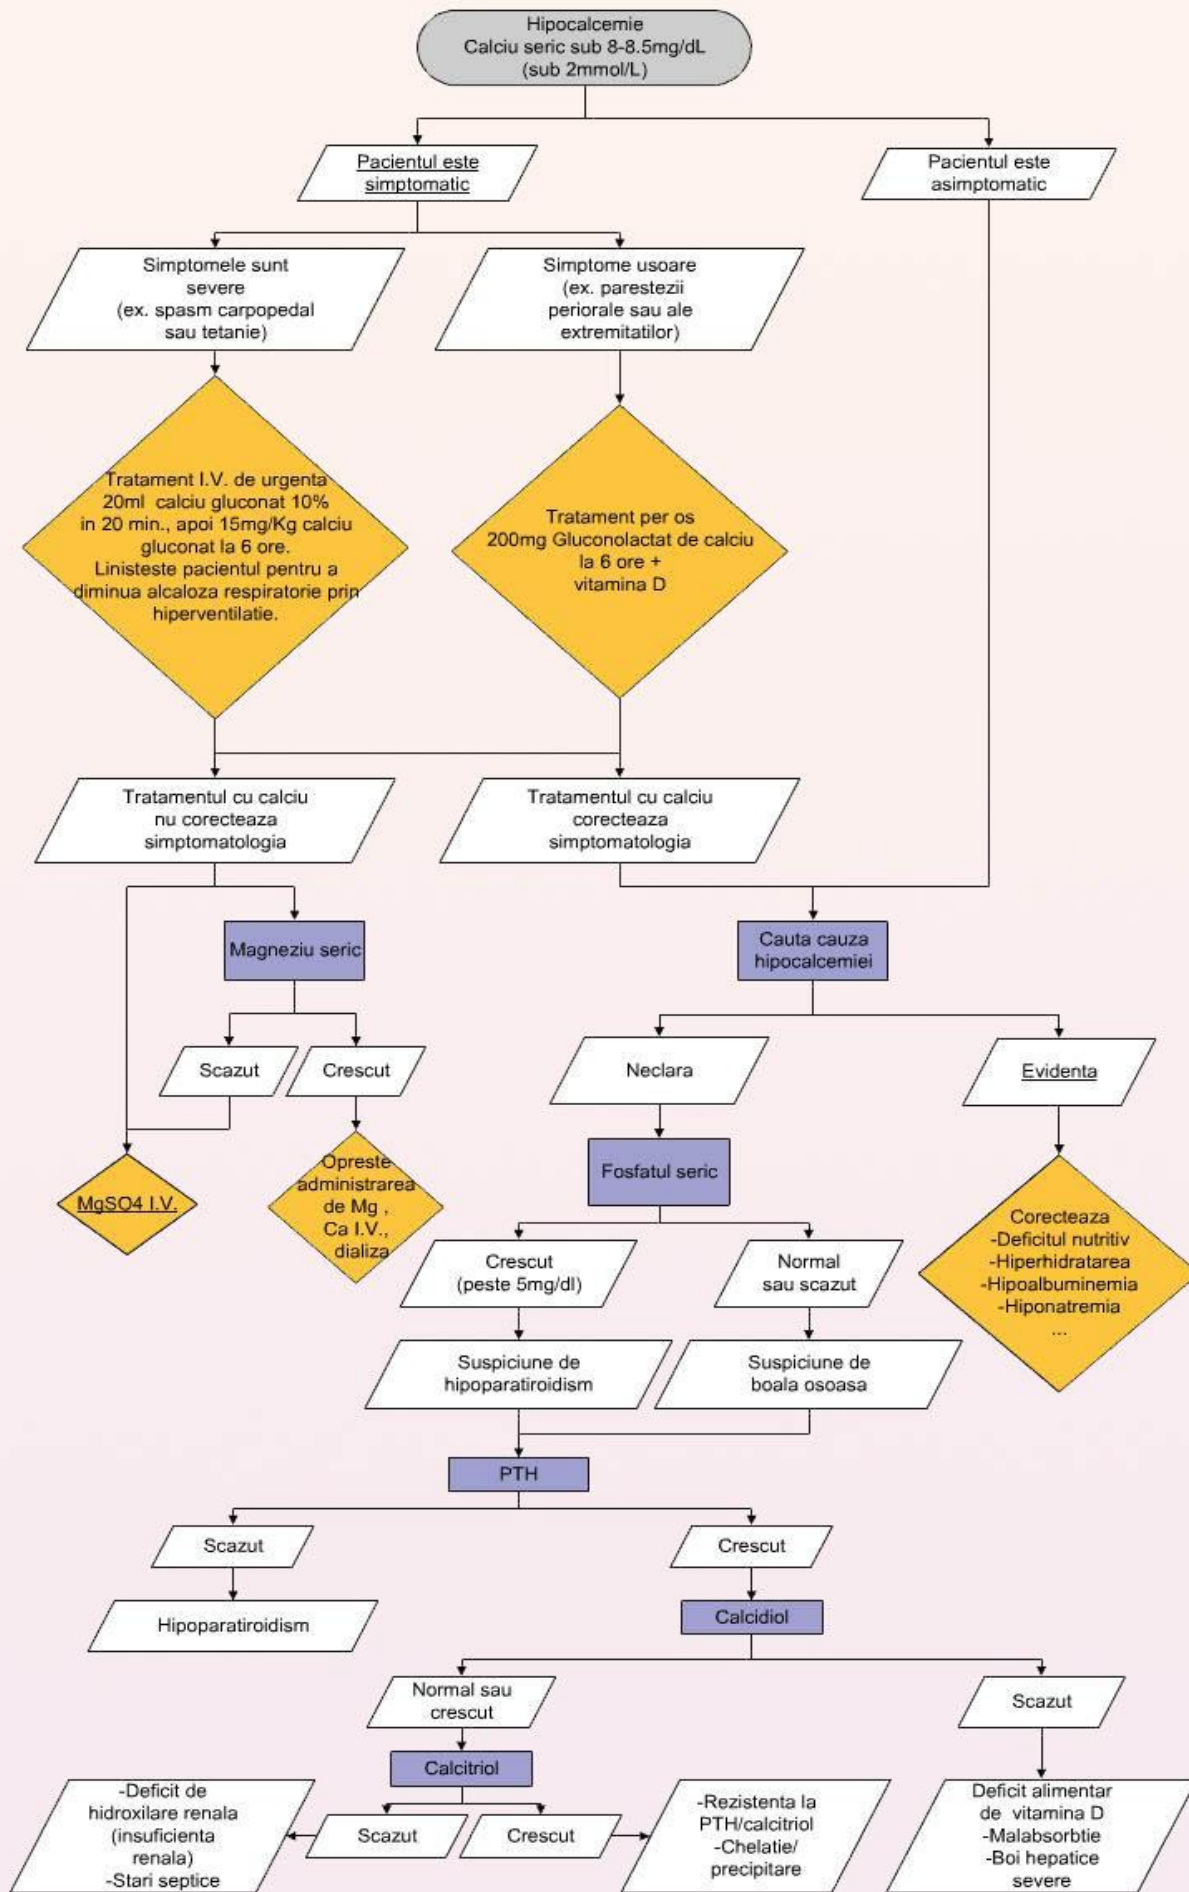 Hipocalcemie
Calciu seric sub 8-8.5mg/dL
(sub 2mmol/L)
Pacientul este
simptomatic
Pacientul este
asimptomatic
Simptomele sunt
severe
(ex. spasm carpopedal
sau tetanie)
Simptome usoare
(ex. parestezii
periorale sau ale
extremitatilor)
Tratament I.V. de urgenta
20ml calciu gluconat 10%
in 20 min., apoi 15mg/Kg calciu
gluconat la 6 ore.
Linisteste pacientul pentru a
diminua alcaloza respiratorie prin
hiperventilatie.
Tratament per os
200mg Gluconolactat de calciu
la 6 ore +
vitamina D
Tratamentul cu calciu
nu corecteaza
simptomatologia
Tratamentul cu calciu
corecteaza
simptomatologia
Magneziu seric
Cauta cauza
hipocalcemiei
Scazut
Crescut
Neclara
Evidenta
MgSO4 I.V.
Opreste
administrarea
de Mg ,
Ca I.V.,
dializa
Fosfatul seric
Corecteaza
-Deficitul nutritiv
-Hiperhidratarea
-Hipoalbuminemia
-Hiponatremia
...
Crescut
(peste 5mg/dl)
Normal
sau scazut
Suspiciune de
hipoparatiroidism
Suspiciune de
boala osoasa
PTH
Scazut
Crescut
Hipoparatiroidism
Calcidiol
Normal sau
crescut
Scazut
Calcitriol
-Deficit de
hidroxilare renala
(insuficienta
renala)
-Stari septice
Scazut
Crescut
-Rezistenta la
PTH/calcitriol
-Chelatie/
precipitare
Deficit alimentar
de vitamina D
-Malabsorbtie
-Boi hepatice
severe